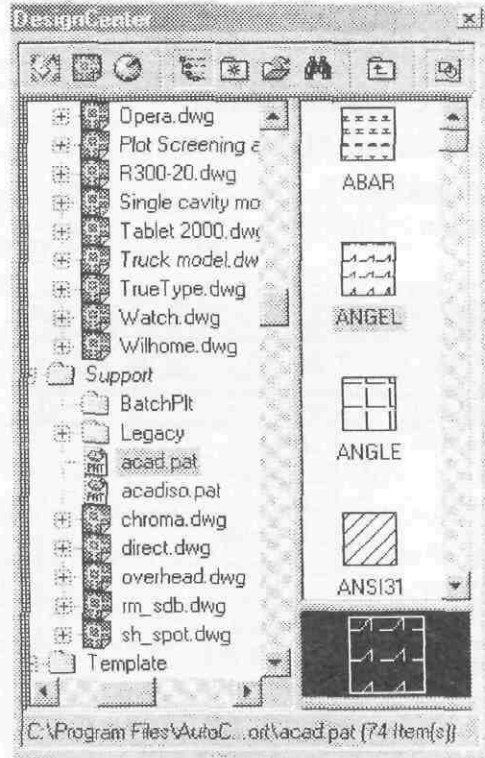 DesignCenter
Opera.dwg
Plot Screening a
R300-20.dwg
Single cavity mo
Tablet 2000.dwg
Truck model.dw
TrueType.dwg
Watch.dwg
Wilhome.dwg
Support
BatchPlt
Legacy
acad.pat
acadiso.pat
chroma.dwg
direct.dwg
overhead.dwg
rm_sdb.dwg
sh_spot.dwg
Template
ABAR
ANGEL
ANGLE
ANSI31
C:\Program Files\AutoC...ort\acad.pat (74 Item(s))